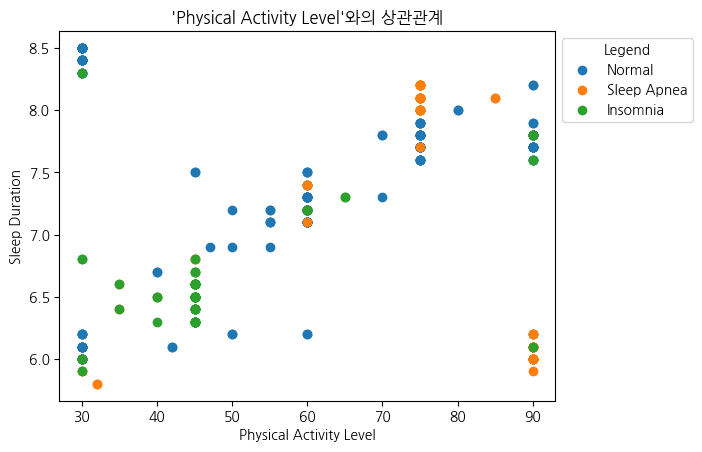 'Physical Activity Level'와의 상관관계
Legend
Normal
Sleep Apnea
Insomnia
Sleep Duration
8.5
8.0
7.5
7.0
6.5
6.0
30 40 50 60 70 80 90
Physical Activity Level